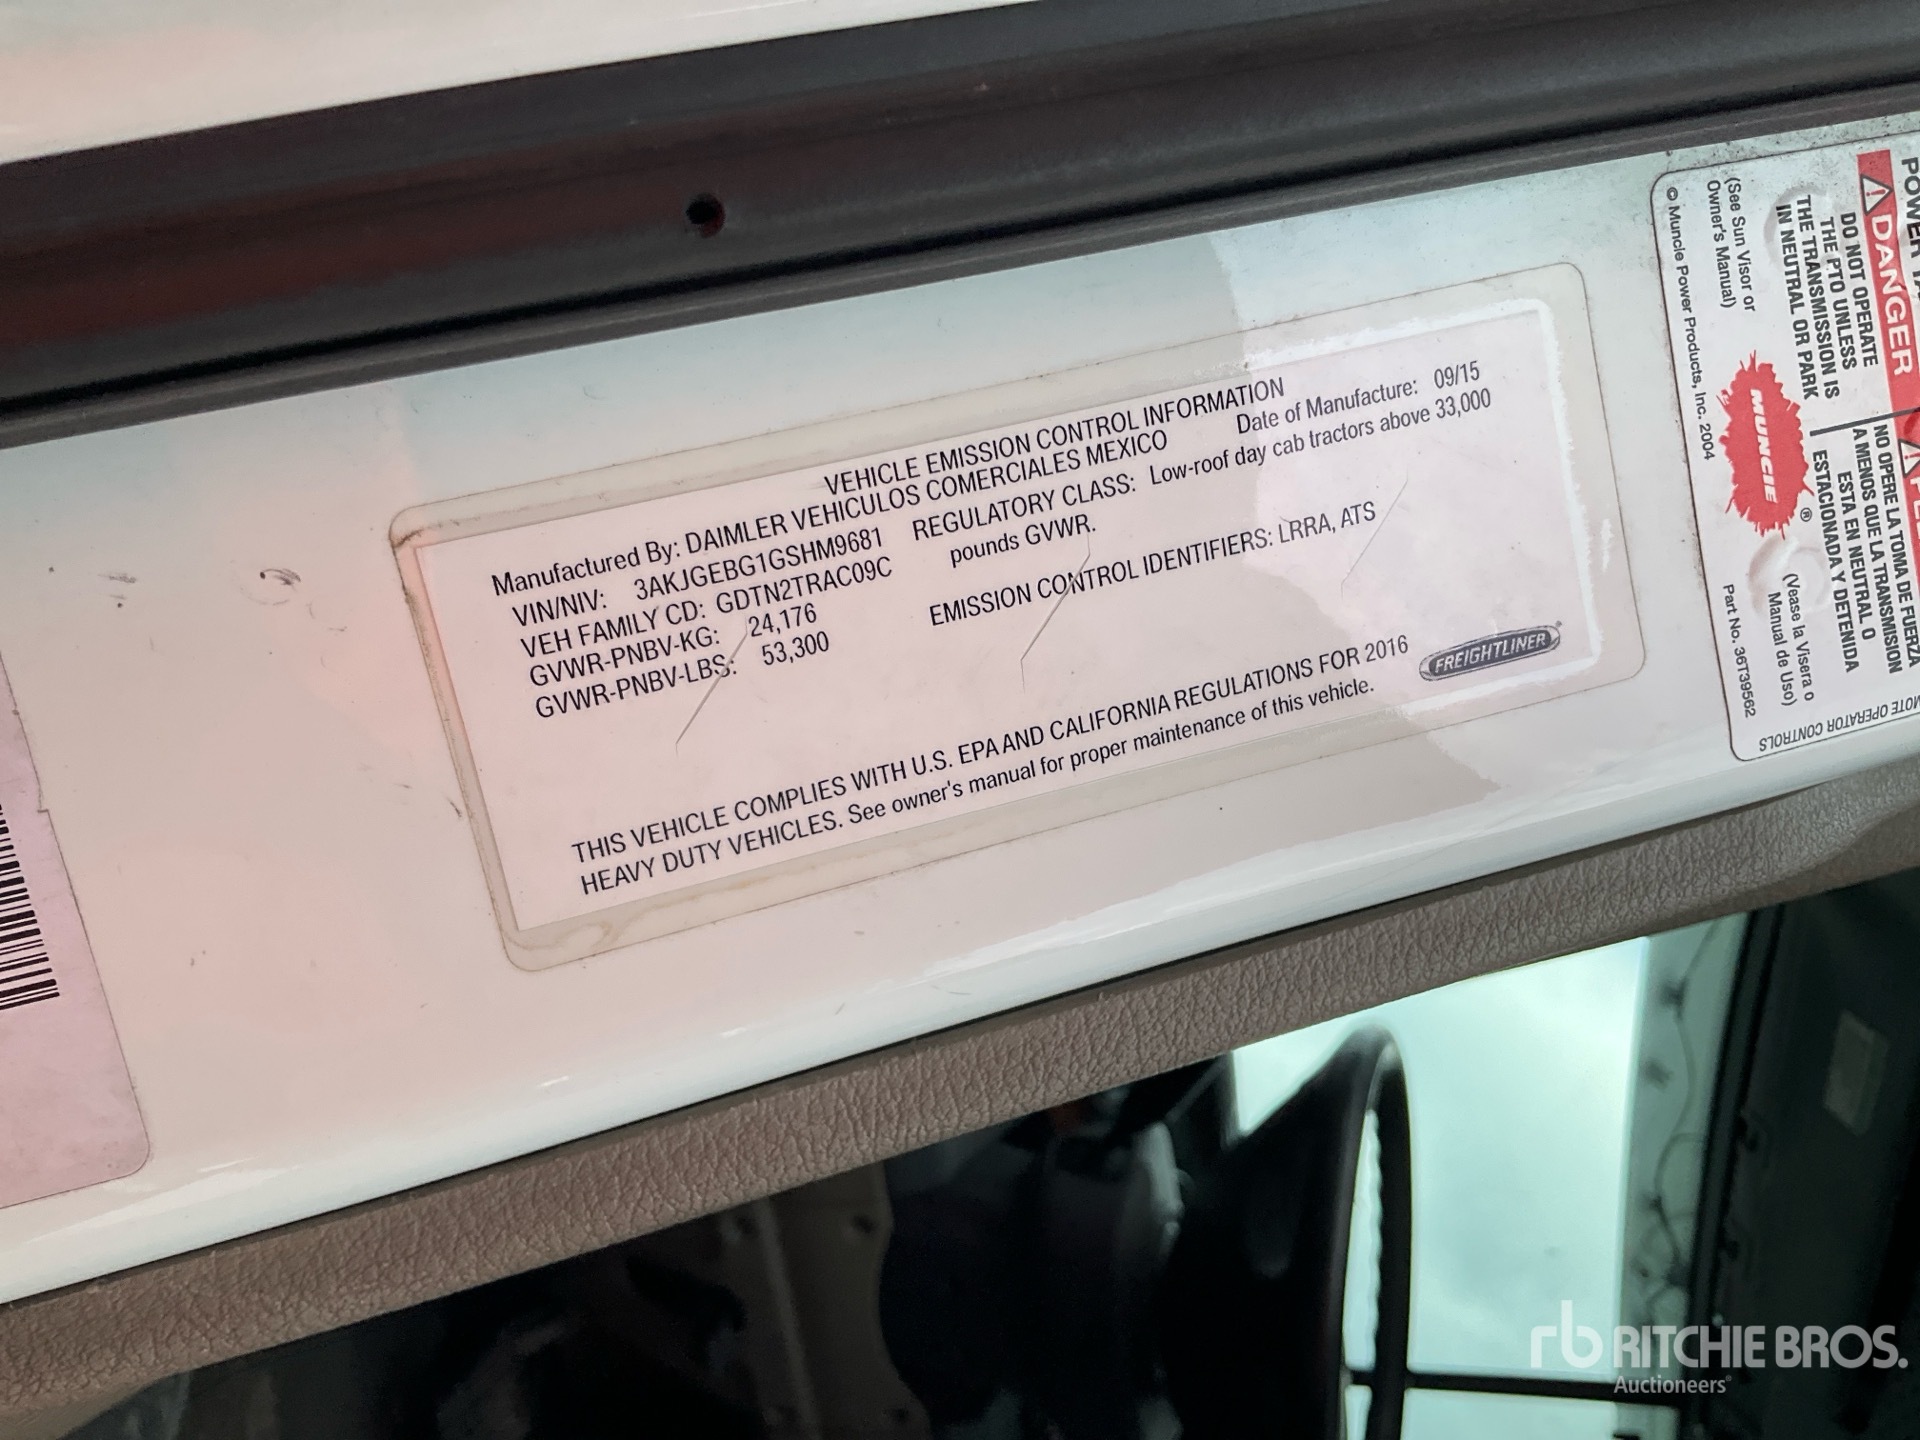 VEHICLE EMISSION CONTROL INFORMATION
Manufactured By: DAIMLER VEHICULOS COMERCIALES MEXICO Date of Manufacture: 09/15
VIN/NIV: 3AKJGEBG1GSHM9681 REGULATORY CLASS: Low-roof day cab tractors above 33,000
pounds GVWR.
VEH FAMILY CD: GDTN2TRAC09C
GVWR-PNBV-KG: 24,176 EMISSION CONTROL IDENTIFIERS: LRRA, ATS
GVWR-PNBV-LBS: 53,300
THIS VEHICLE COMPLIES WITH U.S. EPA AND CALIFORNIA REGULATIONS FOR 2016
HEAVY DUTY VEHICLES. See owner's manual for proper maintenance of this vehicle.
FREIGHTLINER
POWER
DANGER
DO NOT OPERATE
THE PTO UNLESS
THE TRANSMISSION IS
IN NEUTRAL OR PARK
(See Sun Visor or
Owner's Manual)
© Muncie Power Products, Inc. 2004
MUNCIE®
NO OPERE LA TOMA DE FUERZA
A MENOS QUE LA TRANSMISION
ESTA EN NEUTRAL O
ESTACIONADA Y DETENIDA
(Vease la Visera o
Manual de Uso)
Part No. 36T39562
OPERATOR CONTROLS
rb RITCHIE BROS.
Auctioneers®